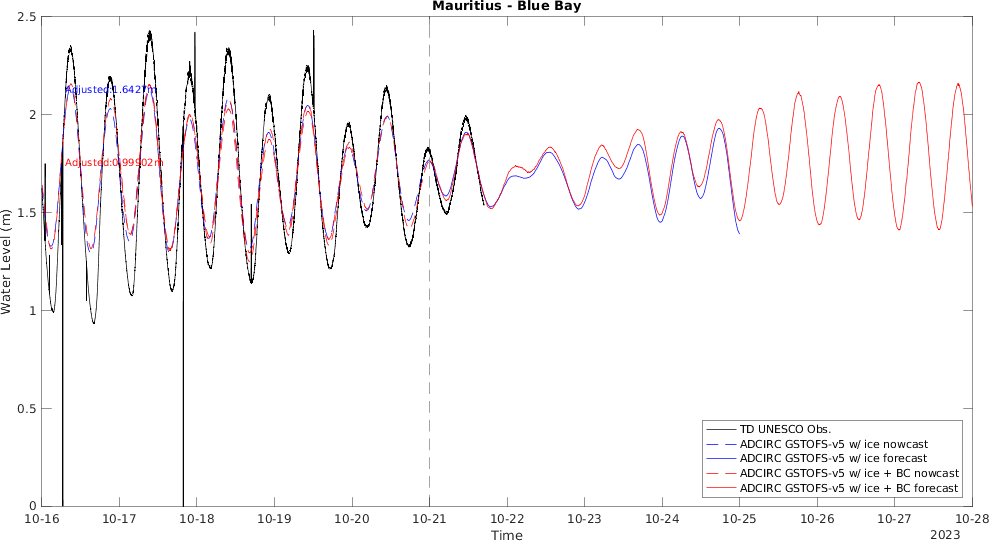 Mauritius - Blue Bay
2.5
2
1.5
1
0.5
0
Water Level (m)
Adjusted:1.6427m
Adjusted:0.99902m
TD UNESCO Obs.
ADCIRC GSTOFS-v5 w/ ice nowcast
ADCIRC GSTOFS-v5 w/ ice forecast
ADCIRC GSTOFS-v5 w/ ice + BC nowcast
ADCIRC GSTOFS-v5 w/ ice + BC forecast
10-16 10-17 10-18 10-19 10-20 10-21 10-22 10-23 10-24 10-25 10-26 10-27 10-28
Time
2023